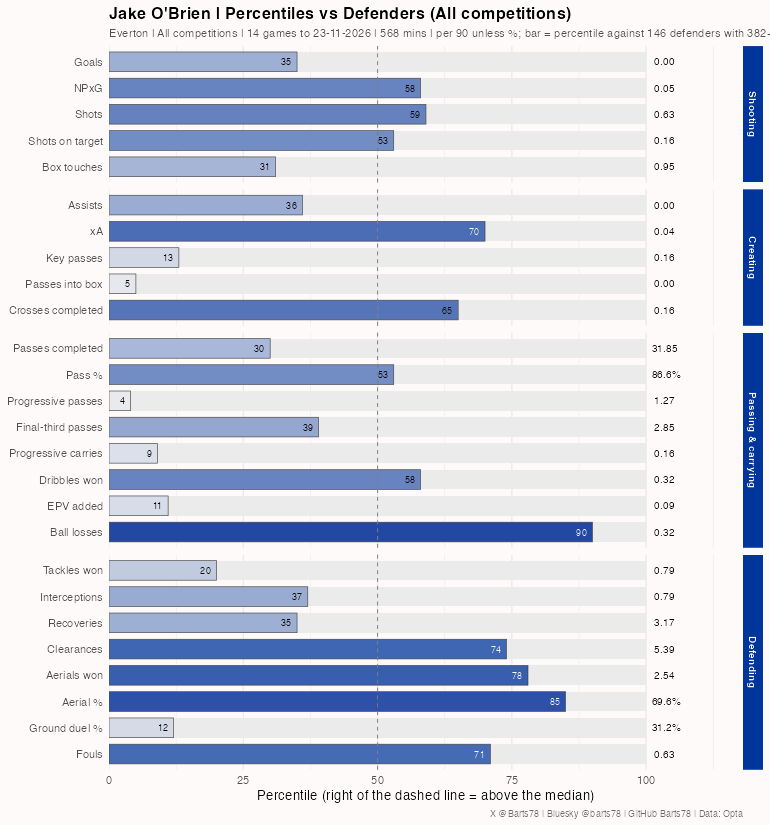 Jake O'Brien | Percentiles vs Defenders (All competitions)
Everton | All competitions | 14 games to 23-11-2026 | 568 mins | per 90 unless %; bar = percentile against 146 defenders with 382-
Goals 35 0.00
NPxG 58 0.05
Shots 59 0.63
Shots on target 53 0.16
Box touches 31 0.95
Shooting
Assists 36 0.00
xA 70 0.04
Key passes 13 0.16
Passes into box 5 0.00
Crosses completed 65 0.16
Creating
Passes completed 30 31.85
Pass % 53 86.6%
Progressive passes 4 1.27
Final-third passes 39 2.85
Progressive carries 9 0.16
Dribbles won 58 0.32
EPV added 11 0.09
Ball losses 90 0.32
Passing & carrying
Tackles won 20 0.79
Interceptions 37 0.79
Recoveries 35 3.17
Clearances 74 5.39
Aerials won 78 2.54
Aerial % 85 69.6%
Ground duel % 12 31.2%
Fouls 71 0.63
Defending
0 25 50 75 100
Percentile (right of the dashed line = above the median)
X @Barts78 | Bluesky @barts78 | GitHub Barts78 | Data: Opta